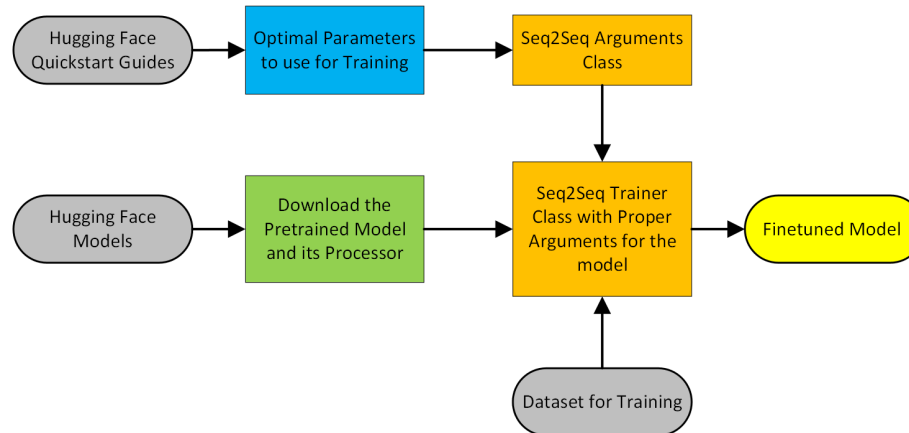 Hugging Face
Quickstart Guides
Optimal Parameters
to use for Training
Seq2Seq Arguments
Class
Hugging Face
Models
Download the
Pretrained Model
and its Processor
Seq2Seq Trainer
Class with Proper
Arguments for the
model
Finetuned Model
Dataset for Training